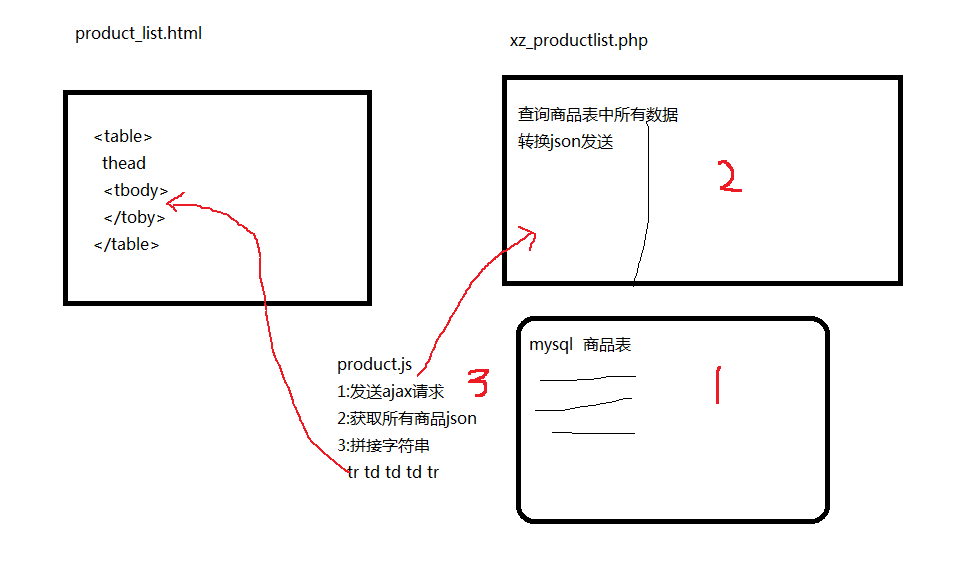 product_list.html
<table>
thead
<tbody>
</toby>
</table>
xz_productlist.php
查询商品表中所有数据
转换json发送
2
product.js
1:发送ajax请求
2:获取所有商品json
3:拼接字符串
tr td td td tr
3
mysql 商品表
1